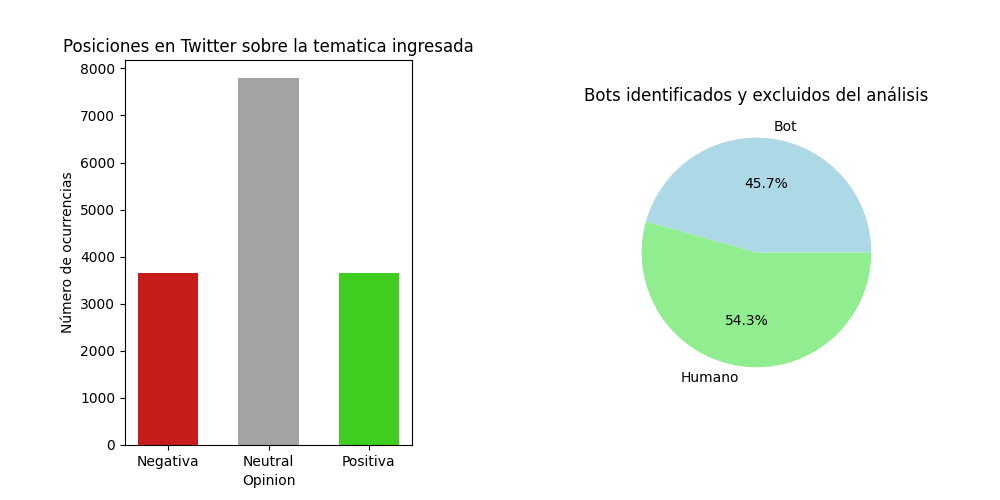 Posiciones en Twitter sobre la tematica ingresada
8000
7000
6000
5000
4000
3000
2000
1000
0
Número de ocurrencias
Negativa
Neutral
Positiva
Opinion
Bots identificados y excluidos del análisis
Bot
45.7%
54.3%
Humano